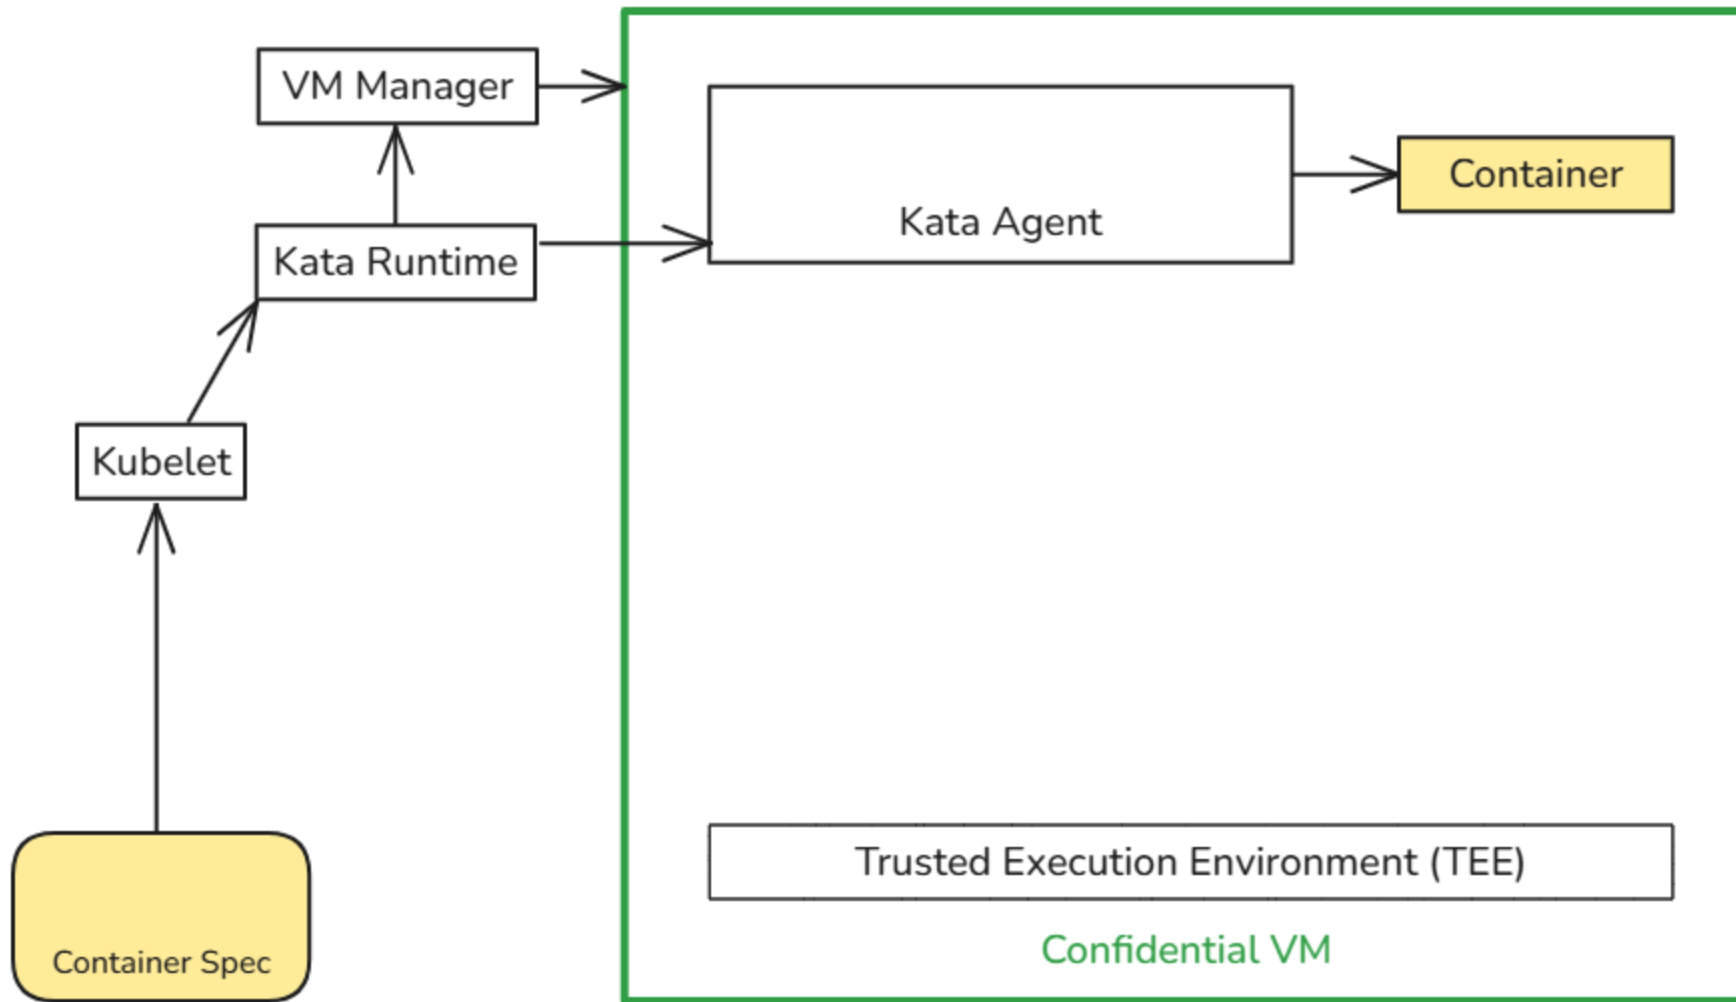 VM Manager
Container
Kata Agent
Kata Runtime
Kubelet
Trusted Execution Environment (TEE)
Confidential VM
Container Spec